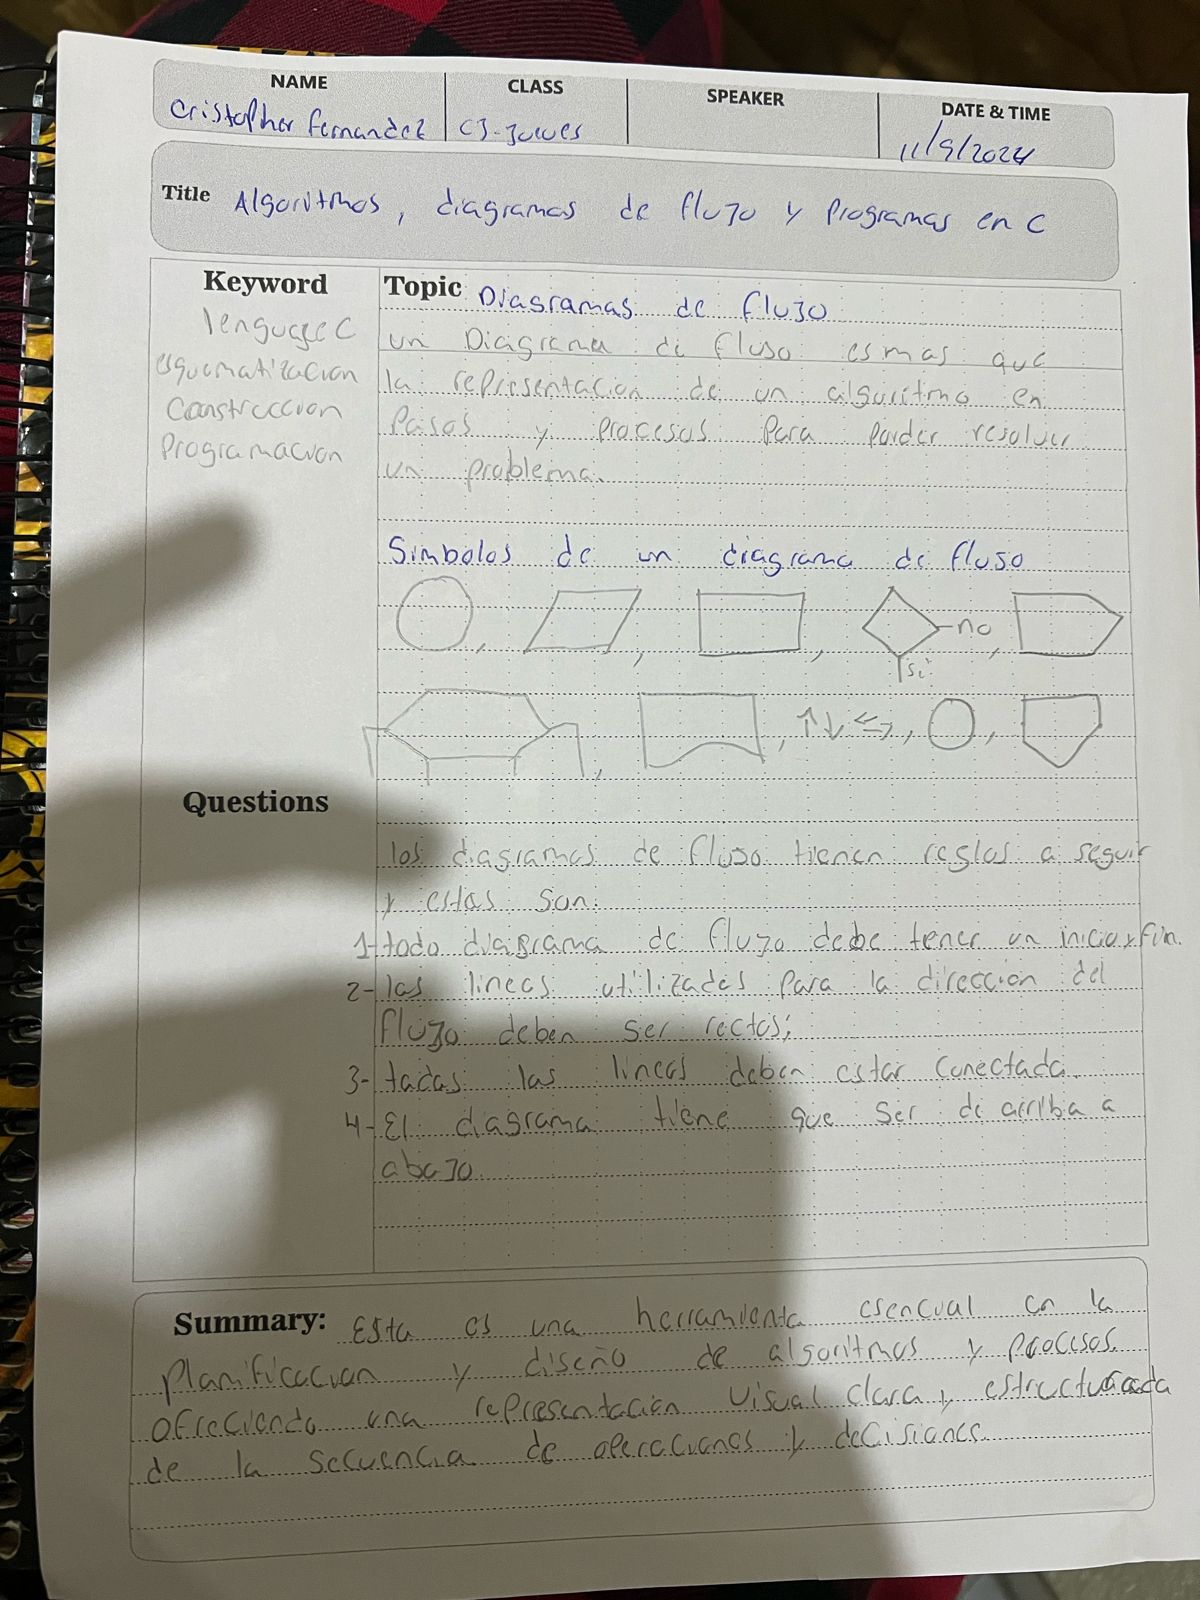 NAME
CLASS
SPEAKER
DATE & TIME
Cristopher Fernandez
C3-Jueves
11/9/2024
Title Algoritmos, diagramas de flujo y Programas en C
Keyword
lenguage C
esquematizacion
Construccion
Programacion
Topic Diagramas de flujo
un Diagrama de flujo es mas que
la representacion de un algoritmo en
Pasos y procesos Para poder resolver
un problema.
Simbolos de un diagrama de flujo
no
si
Questions
los diagramas de flujo tienen reglas a seguir
y estas son:
1-todo diagrama de flujo debe tener un inicio y fin.
2-las lineas utilizadas para la direccion del
flujo deben ser rectas;
3-todas las lineas deben estar conectada.
4-El diagrama tiene que ser de arriba a
abajo.
Summary: Esta es una herramienta esencial en la
planificacion y diseño de algoritmos y procesos.
ofreciendo una representación visual clara y estructurada
de la secuencia de operaciones y decisiones.